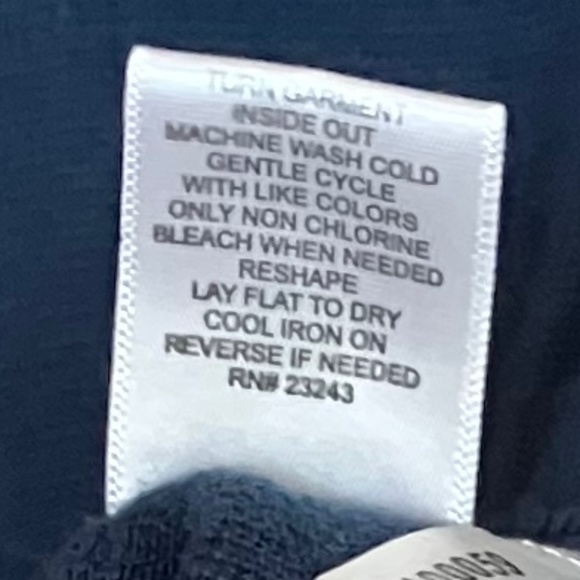 TURN GARMENT
INSIDE OUT
MACHINE WASH COLD
GENTLE CYCLE
WITH LIKE COLORS
ONLY NON CHLORINE
BLEACH WHEN NEEDED
RESHAPE
LAY FLAT TO DRY
COOL IRON ON
REVERSE IF NEEDED
RN# 23243